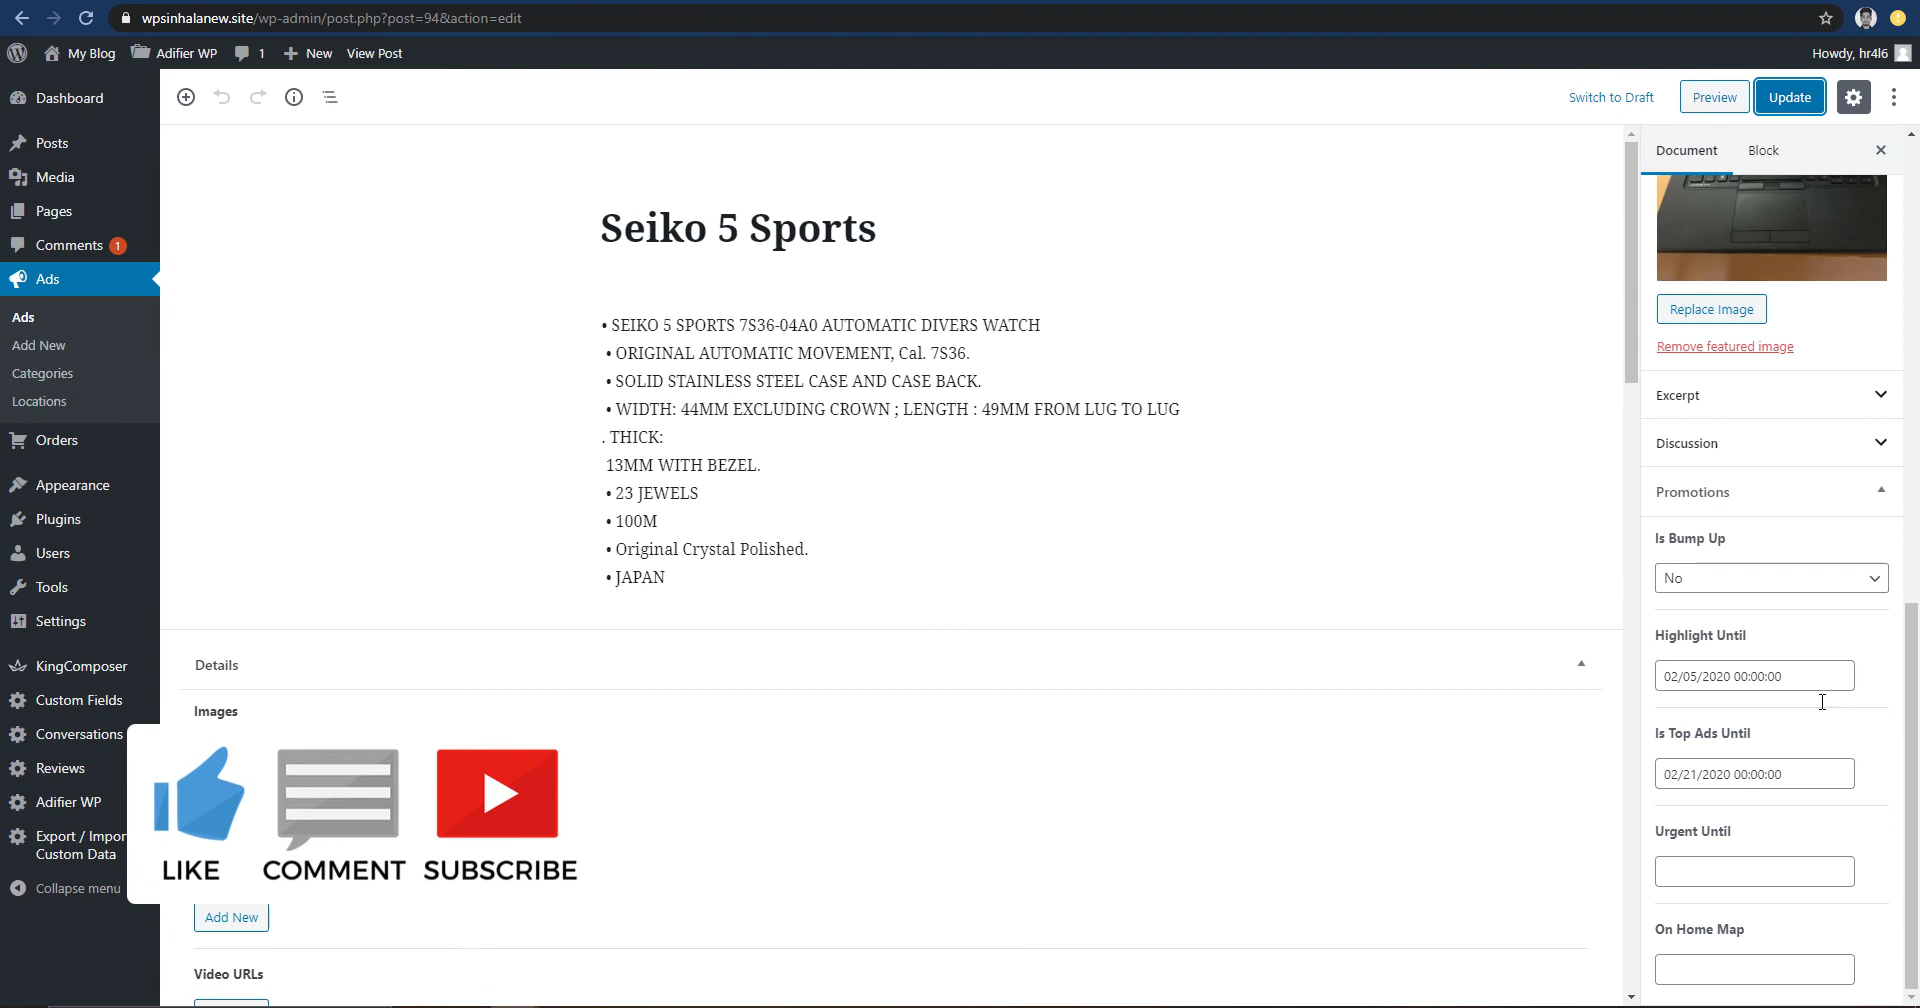 wpsinhalanew.site/wp-admin/post.php?post=94&action=edit
My Blog
Adifier WP
1
New
View Post
Howdy, hr4l6
Dashboard
Posts
Media
Pages
Comments 1
Ads
Ads
Add New
Categories
Locations
Orders
Appearance
Plugins
Users
Tools
Settings
KingComposer
Custom Fields
Conversations
Reviews
Adifier WP
Export / Impor
Custom Data
Collapse menu
Switch to Draft
Preview
Update
Seiko 5 Sports
• SEIKO 5 SPORTS 7S36-04A0 AUTOMATIC DIVERS WATCH
• ORIGINAL AUTOMATIC MOVEMENT, Cal. 7S36.
• SOLID STAINLESS STEEL CASE AND CASE BACK.
• WIDTH: 44MM EXCLUDING CROWN ; LENGTH : 49MM FROM LUG TO LUG
. THICK:
13MM WITH BEZEL.
• 23 JEWELS
• 100M
• Original Crystal Polished.
• JAPAN
Details
Images
LIKE
COMMENT
SUBSCRIBE
Add New
Video URLs
Document
Block
Replace Image
Remove featured image
Excerpt
Discussion
Promotions
Is Bump Up
No
Highlight Until
02/05/2020 00:00:00
Is Top Ads Until
02/21/2020 00:00:00
Urgent Until
On Home Map